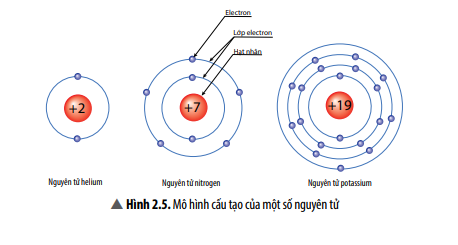 Electron
Lớp electron
Hạt nhân
+2
+7
+19
Nguyên tử helium
Nguyên tử nitrogen
Nguyên tử potassium
▲ Hình 2.5. Mô hình cấu tạo của một số nguyên tử